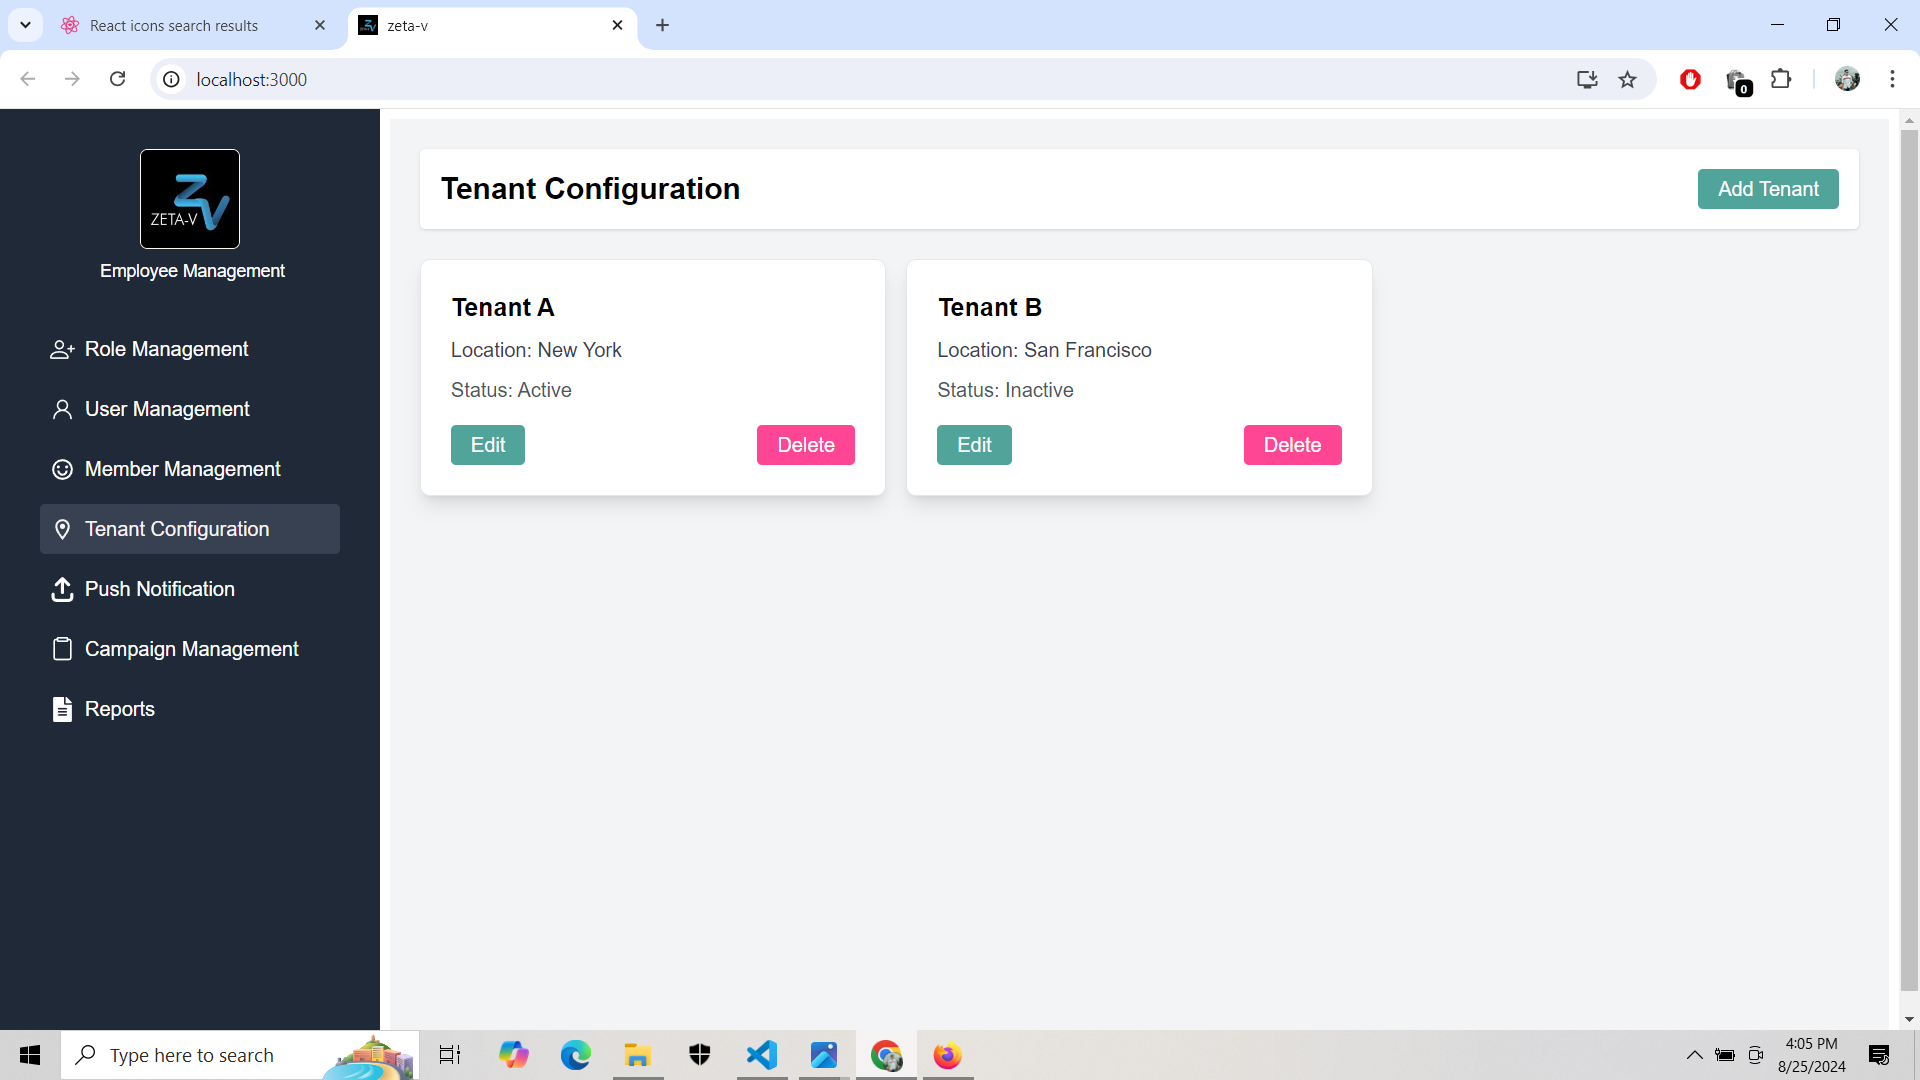 React icons search results
zeta-v
localhost:3000
0
ZETA-V
Employee Management
Role Management
User Management
Member Management
Tenant Configuration
Push Notification
Campaign Management
Reports
Tenant Configuration
Add Tenant
Tenant A
Location: New York
Status: Active
Edit
Delete
Tenant B
Location: San Francisco
Status: Inactive
Edit
Delete
Type here to search
4:05 PM
8/25/2024